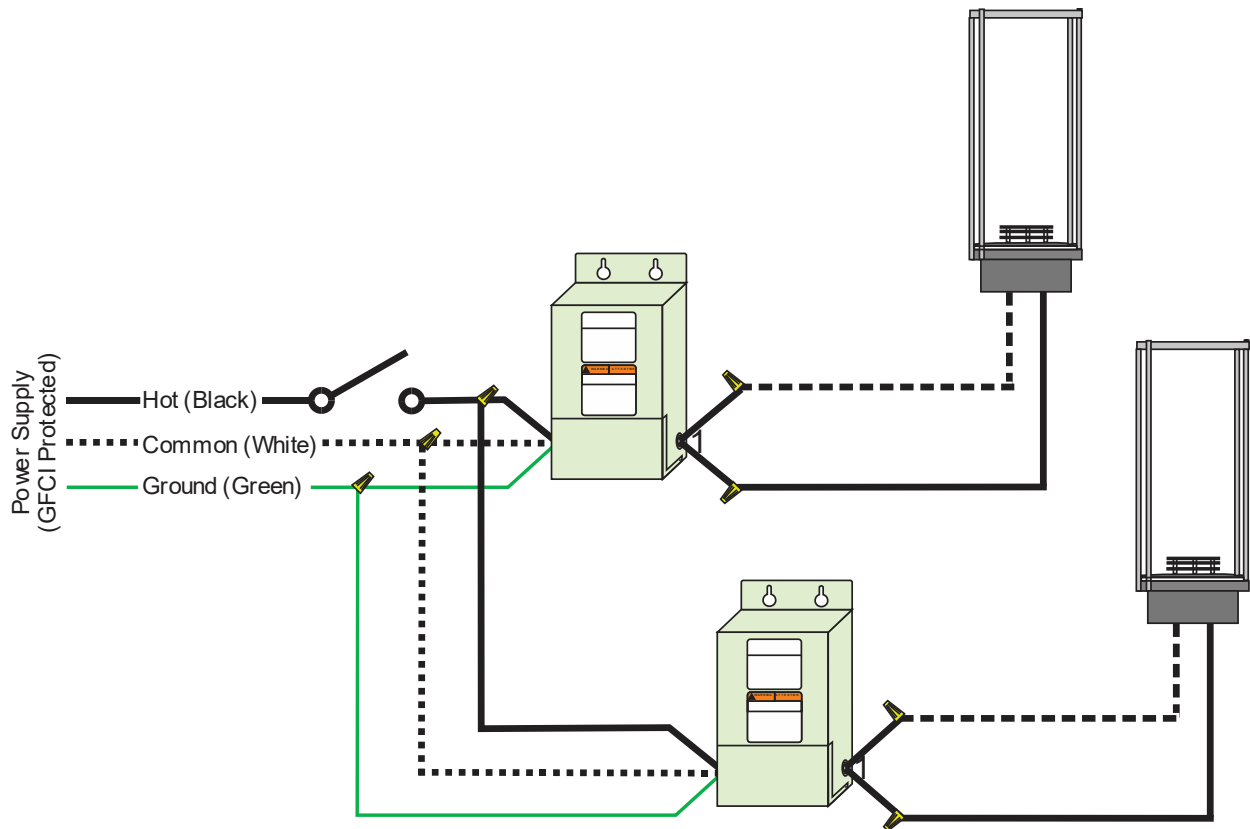 Power Supply
(GFCI Protected)
Hot (Black)
Common (White)
Ground (Green)